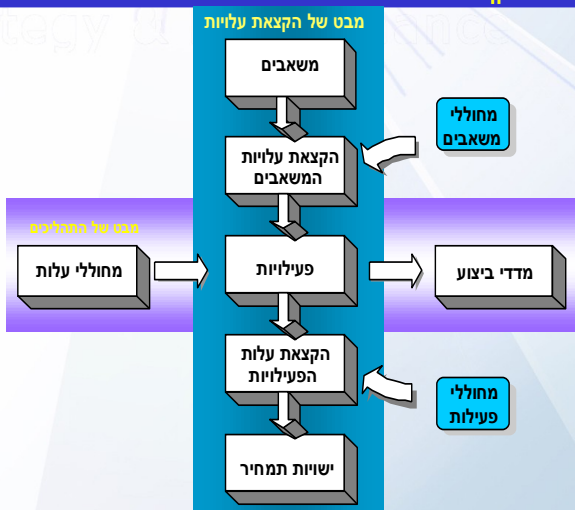 מבט של הקצאת עלויות
משאבים
מחוללי
משאבים
הקצאת עלויות
המשאבים
מבט של התהליכים
מחוללי עלות
פעילויות
מדדי ביצוע
הקצאת עלות
הפעילויות
מחוללי
פעילות
ישויות תמחיר